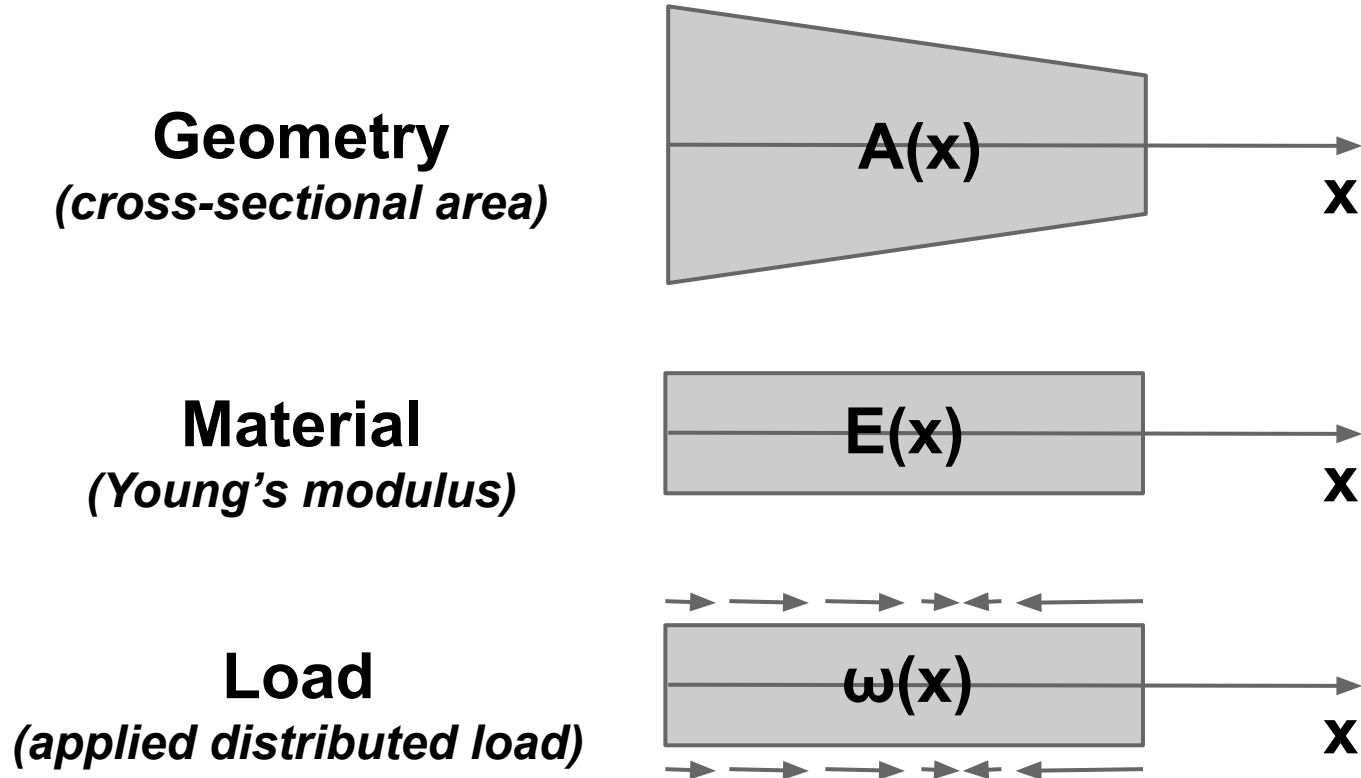 Geometry
(cross-sectional area)
A(x)
x
Material
(Young's modulus)
E(x)
x
Load
(applied distributed load)
ω(x)
x